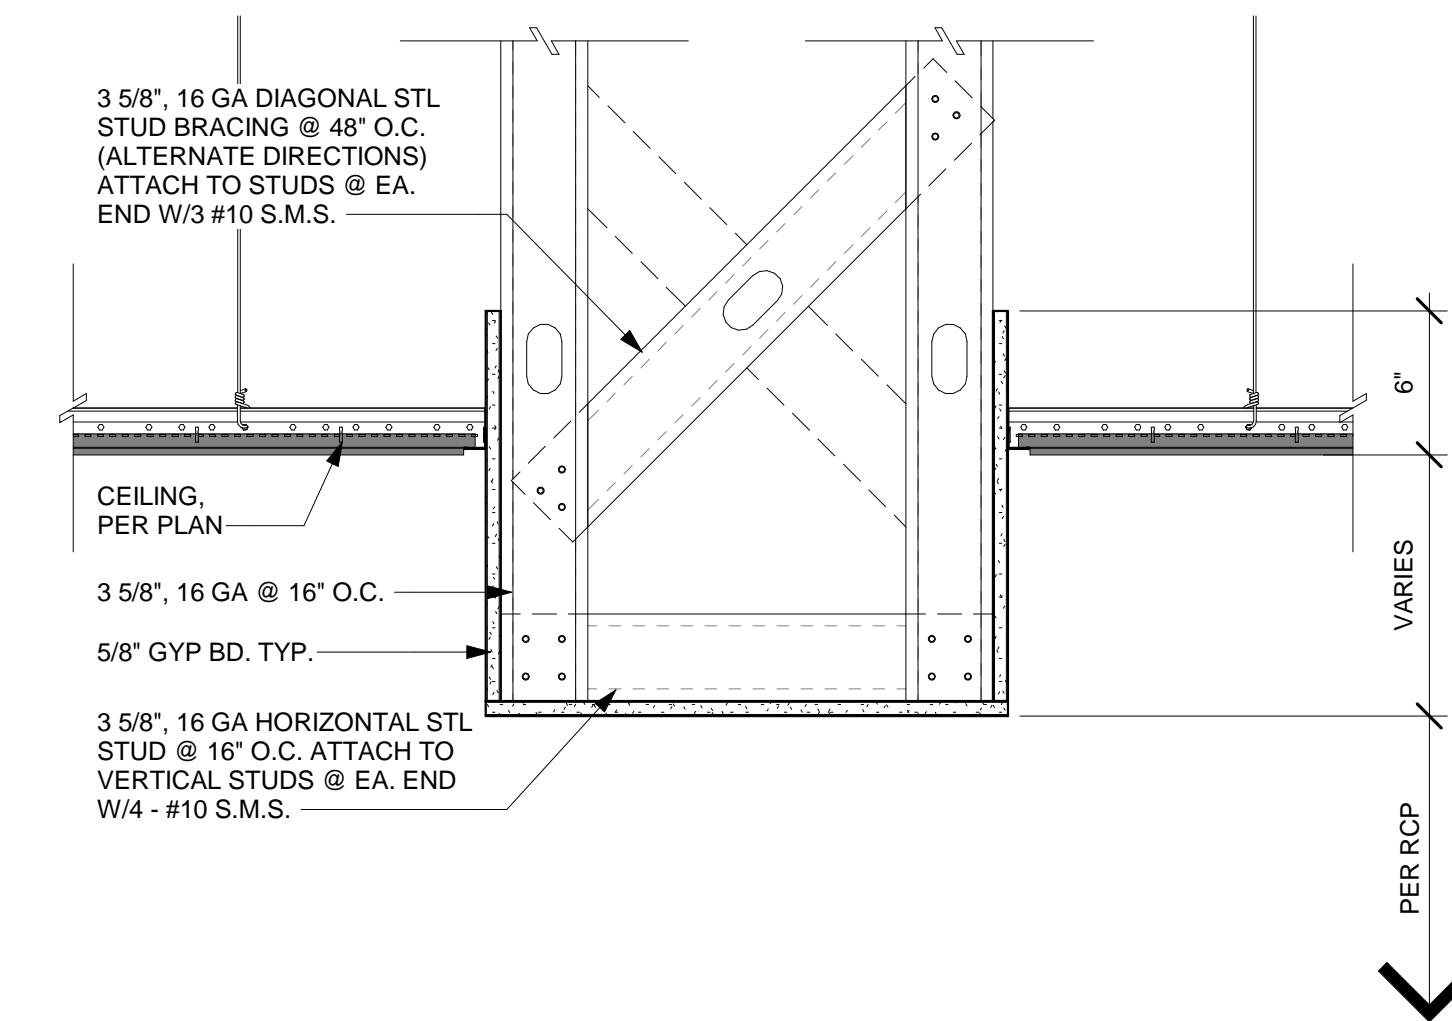 3 5/8", 16 GA DIAGONAL STL
STUD BRACING @ 48" O.C.
(ALTERNATE DIRECTIONS)
ATTACH TO STUDS @ EA.
END W/3 #10 S.M.S.
CEILING,
PER PLAN
3 5/8", 16 GA @ 16" O.C.
5/8" GYP BD. TYP.
3 5/8", 16 GA HORIZONTAL STL
STUD @ 16" O.C. ATTACH TO
VERTICAL STUDS @ EA. END
W/4 - #10 S.M.S.
6"
VARIES
PER RCP